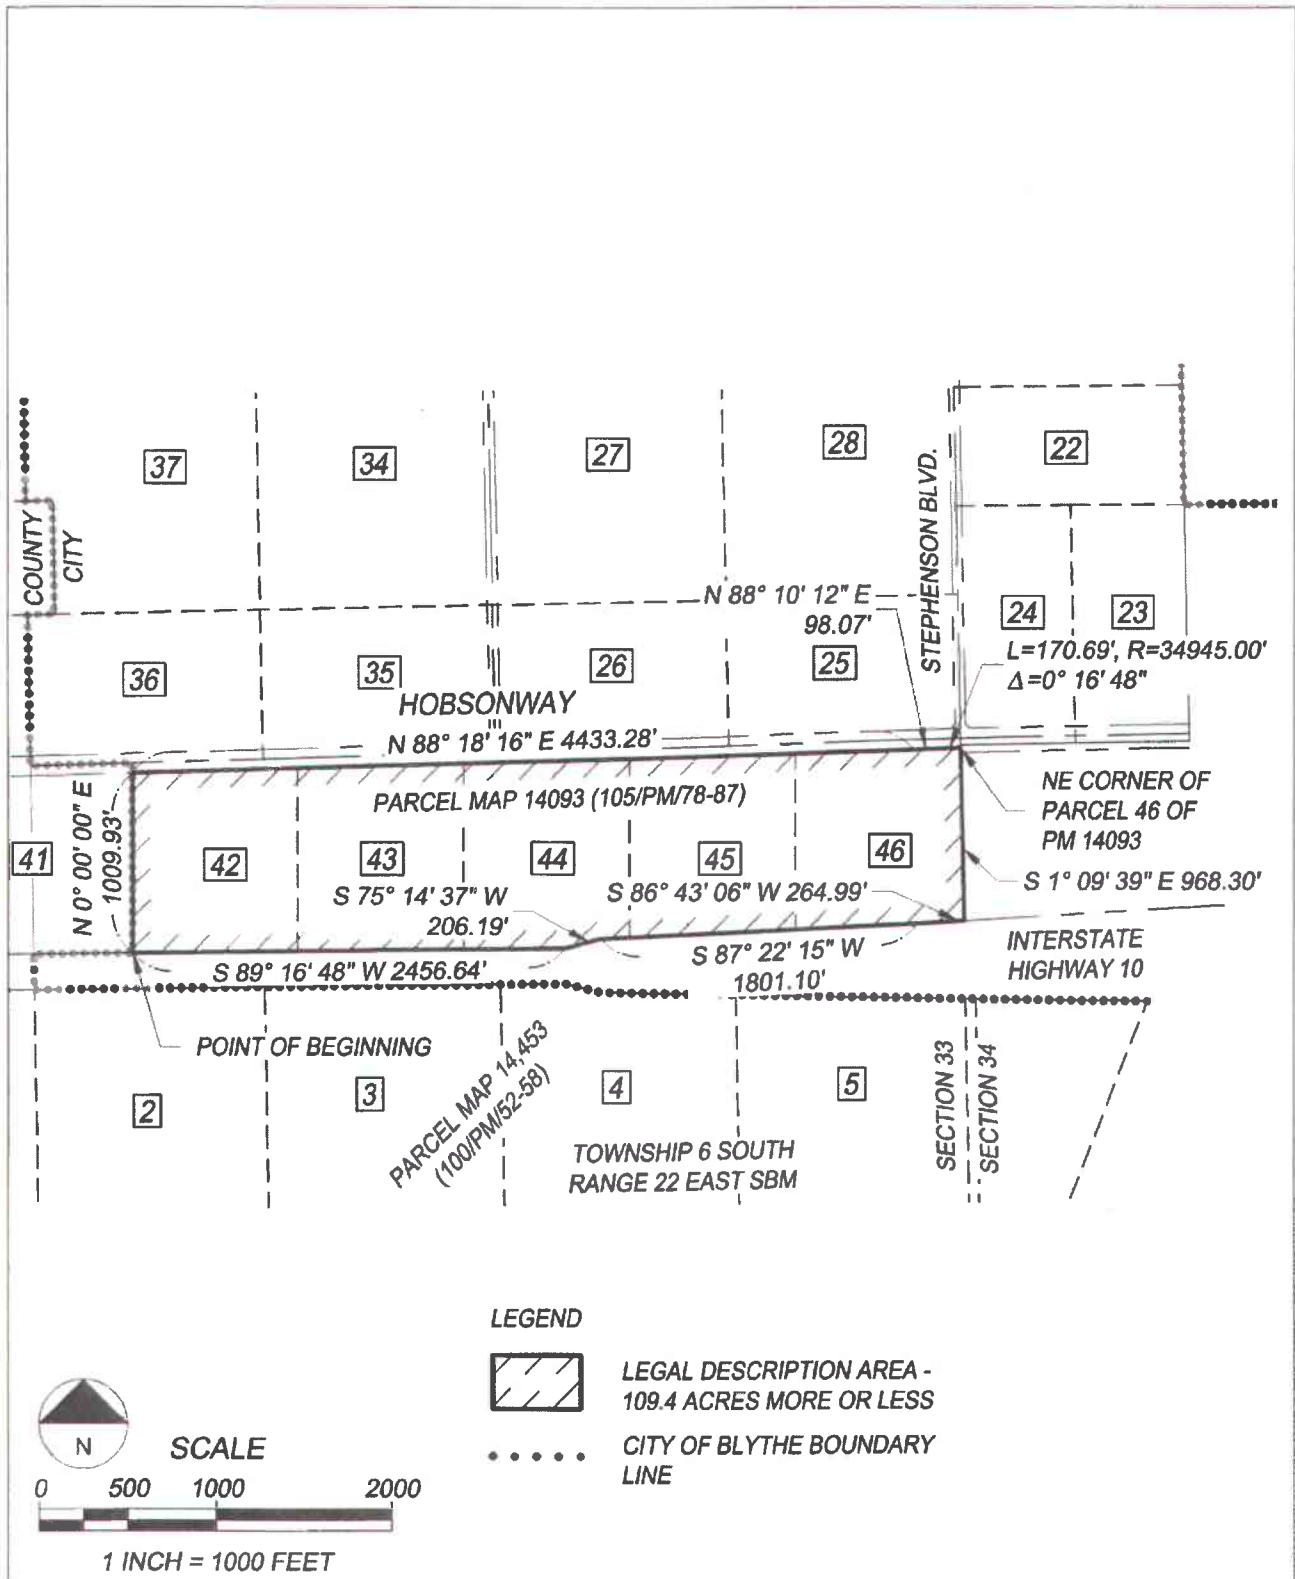 37
34
27
28
22
COUNTY
CITY
STEPHENSON BLVD.
N 88° 10' 12" E
98.07'
24
23
L=170.69', R=34945.00'
Δ=0° 16' 48"
36
35
26
25
HOBSONWAY
N 88° 18' 16" E 4433.28'
PARCEL MAP 14093 (105/PM/78-87)
NE CORNER OF
PARCEL 46 OF
PM 14093
N 0° 00' 00" E
1009.93'
41
42
43
44
45
46
S 1° 09' 39" E 968.30'
S 75° 14' 37" W
206.19'
S 86° 43' 06" W 264.99'
INTERSTATE
HIGHWAY 10
S 89° 16' 48" W 2456.64'
S 87° 22' 15" W
1801.10'
POINT OF BEGINNING
2
3
4
5
PARCEL MAP 14,453
(100/PM/52-58)
SECTION 33
SECTION 34
TOWNSHIP 6 SOUTH
RANGE 22 EAST SBM
LEGEND
LEGAL DESCRIPTION AREA -
109.4 ACRES MORE OR LESS
CITY OF BLYTHE BOUNDARY
LINE
N
SCALE
0 500 1000 2000
1 INCH = 1000 FEET